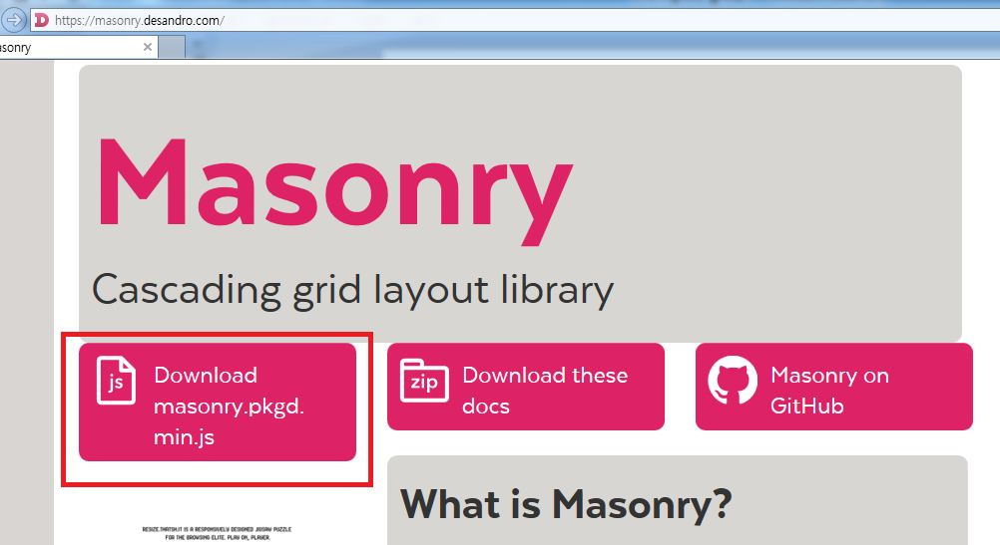 https://masonry.desandro.com/
asonry
Masonry
Cascading grid layout library
js
Download
masonry.pkgd.
min.js
zip
Download these
docs
Masonry on
GitHub
What is Masonry?
RESIZE.THATSH.IT IS A RESPONSIVELY DESIGNED JIGSAW PUZZLE
FOR THE BROWSING ELITE. PLAY ON, PLAYER.